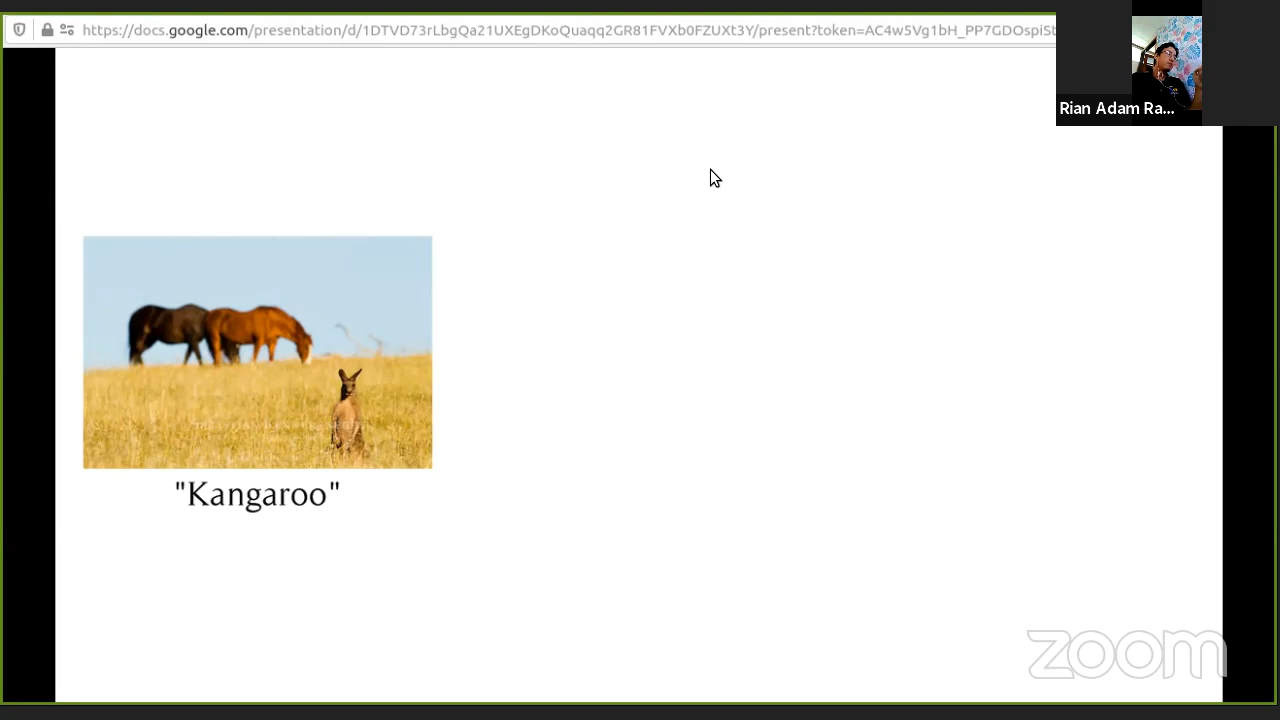 https://docs.google.com/presentation/d/1DTVD73rLbgQa21UXEgDKoQuaqq2GR81FVXb0FZUXt3Y/present?token=AC4w5Vg1bH_PP7GDOspiSt
Rian Adam Ra...
"Kangaroo"
zoom